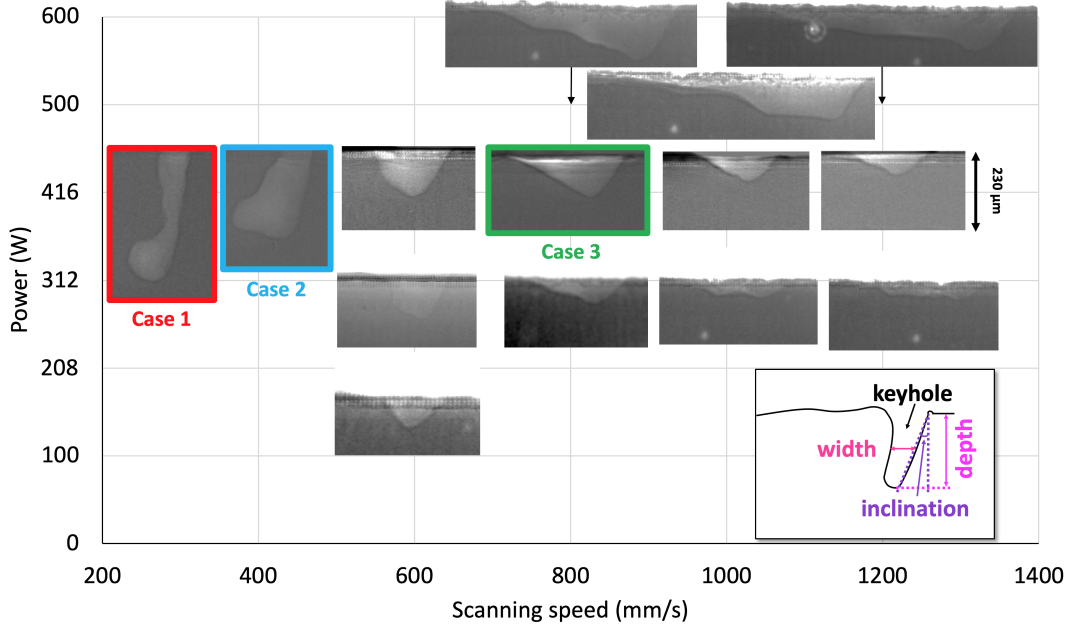 600
500
416
312
208
100
0
Power (W)
200
400
600
800
1000
1200
1400
Scanning speed (mm/s)
Case 1
Case 2
Case 3
230 μm
keyhole
width
depth
inclination